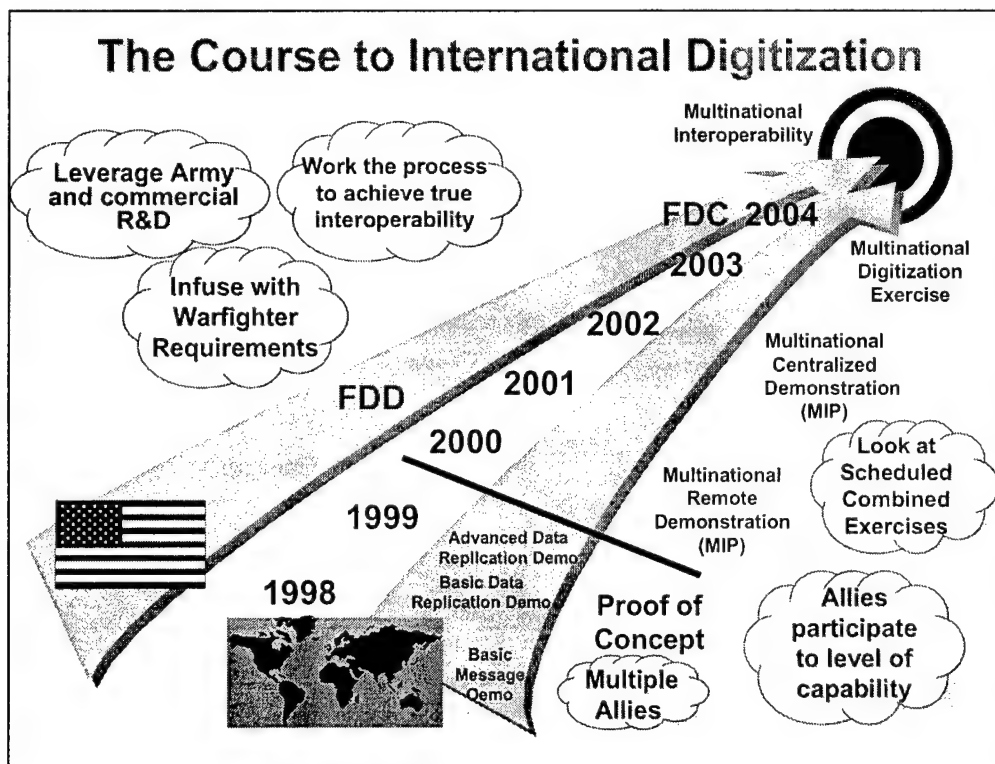 The Course to International Digitization
Multinational
Interoperability
Leverage Army
and commercial
R&D
Work the process
to achieve true
interoperability
Infuse with
Warfighter
Requirements
FDC 2004
2003
2002
2001
2000
1999
1998
FDD
Multinational
Digitization
Exercise
Multinational
Centralized
Demonstration
(MIP)
Look at
Scheduled
Combined
Exercises
Multinational
Remote
Demonstration
(MIP)
Advanced Data
Replication Demo
Basic Data
Replication Demo
Basic
Message
Demo
Proof of
Concept
Multiple
Allies
Allies
participate
to level of
capability